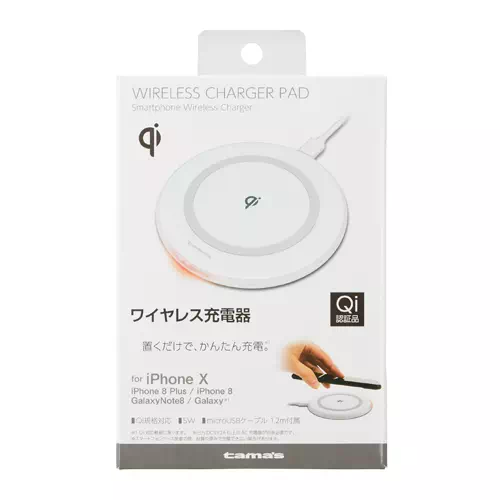 WIRELESS CHARGER PAD
Smartphone Wireless Charger
qi
Qi
認証品
ワイヤレス充電器
置くだけで、かんたん充電。
for iPhone X
iPhone 8 Plus / iPhone 8
GalaxyNote8 / Galaxy
■Qi規格対応 ■5W ■microUSBケーブル 1.2m付属
tama's